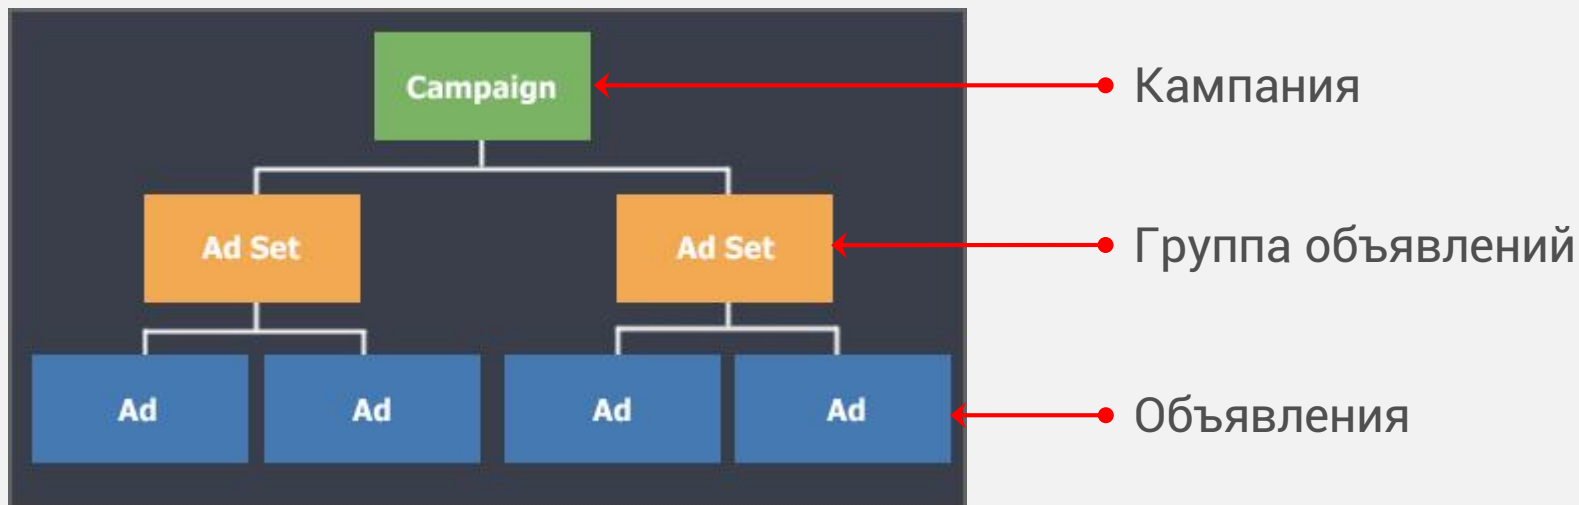 Campaign
Кампания
Ad Set
Ad Set
Группа объявлений
Ad
Ad
Ad
Ad
Объявления